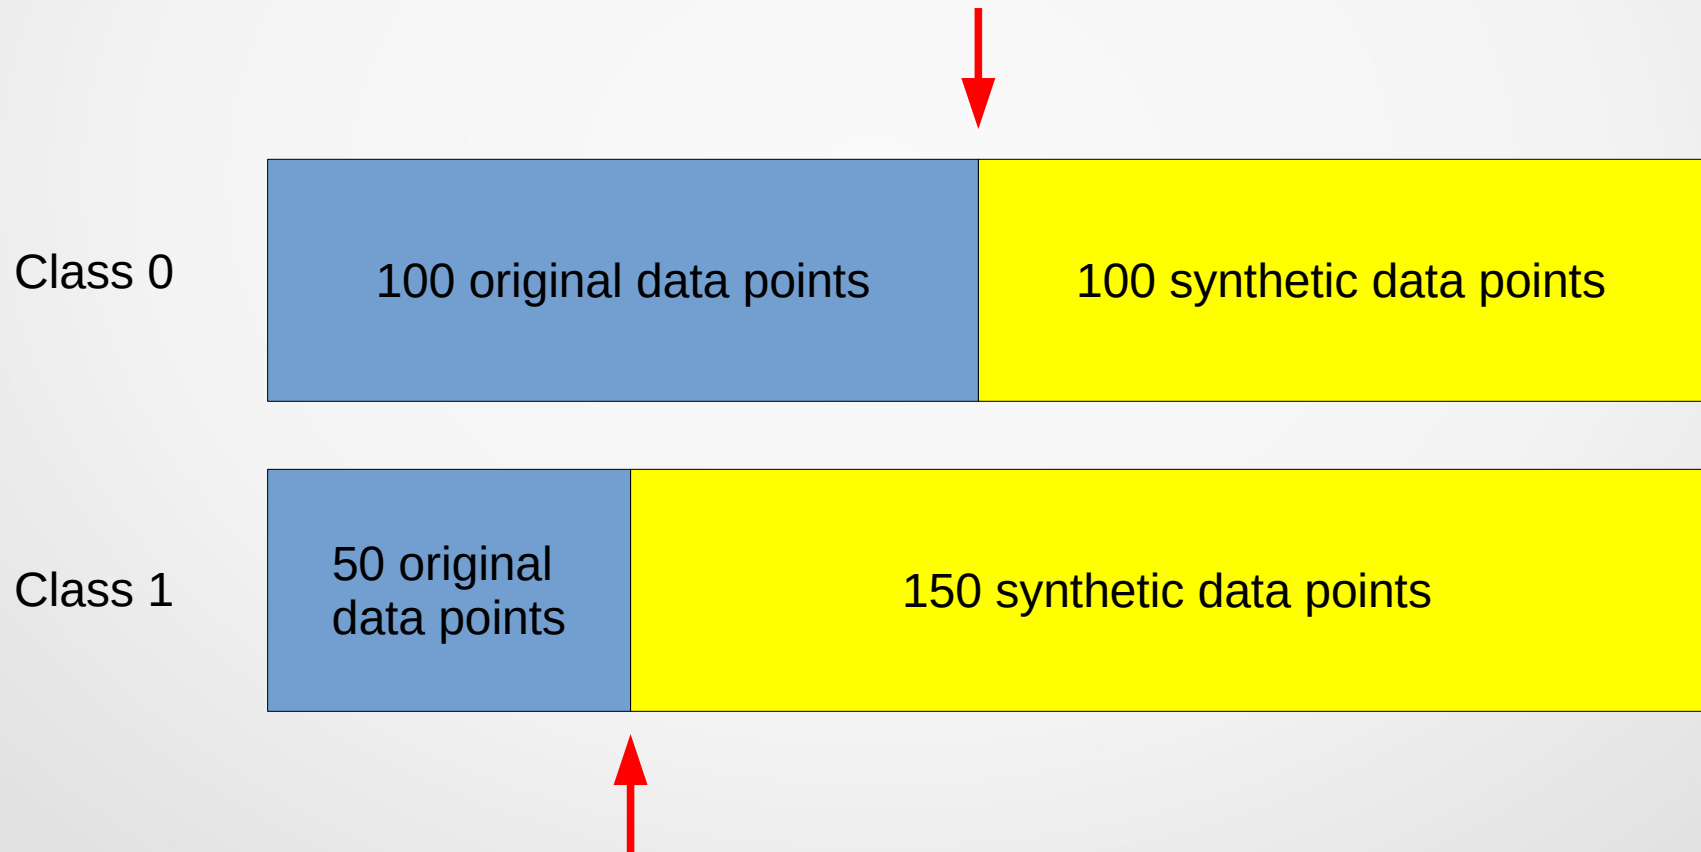 Class 0
100 original data points
100 synthetic data points
Class 1
50 original
data points
150 synthetic data points